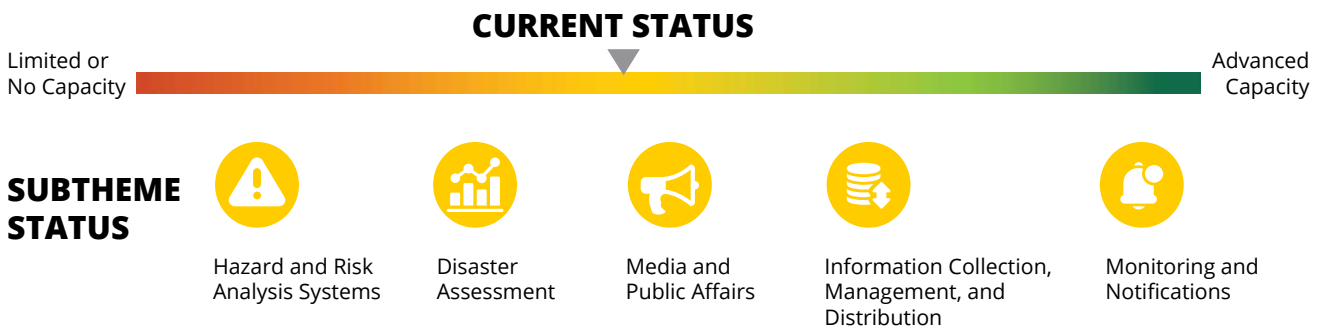 CURRENT STATUS
Limited or
No Capacity
Advanced
Capacity
SUBTHEME
STATUS
Hazard and Risk
Analysis Systems
Disaster
Assessment
Media and
Public Affairs
Information Collection,
Management, and
Distribution
Monitoring and
Notifications